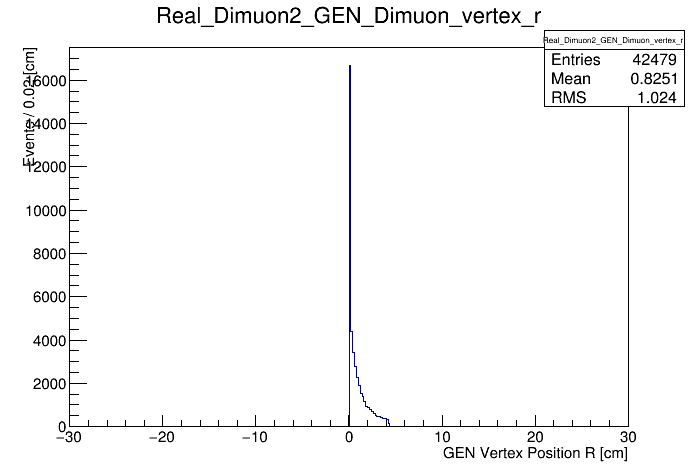 Real_Dimuon2_GEN_Dimuon_vertex_r
Real_Dimuon2_GEN_Dimuon_vertex_r
Entries 42479
Mean 0.8251
RMS 1.024
Events / 0.02 [cm]
16000
14000
12000
10000
8000
6000
4000
2000
0
−30 −20 −10 0 10 20 30
GEN Vertex Position R [cm]